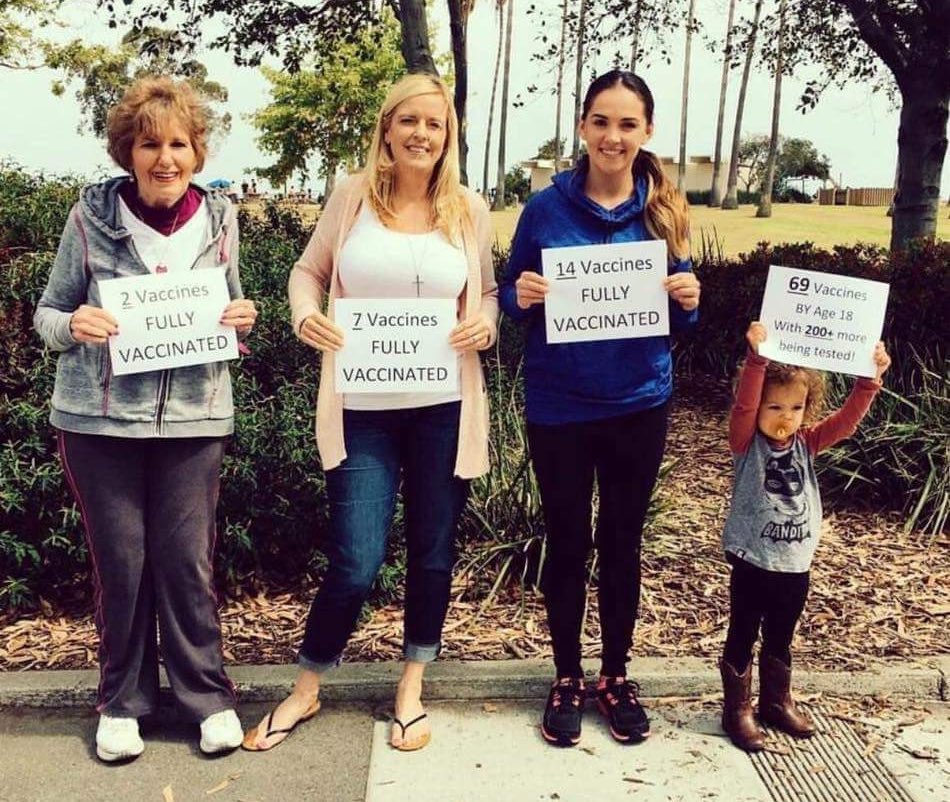 2 Vaccines
FULLY
VACCINATED
7 Vaccines
FULLY
VACCINATED
14 Vaccines
FULLY
VACCINATED
69 Vaccines
BY Age 18
With 200+ more
being tested!